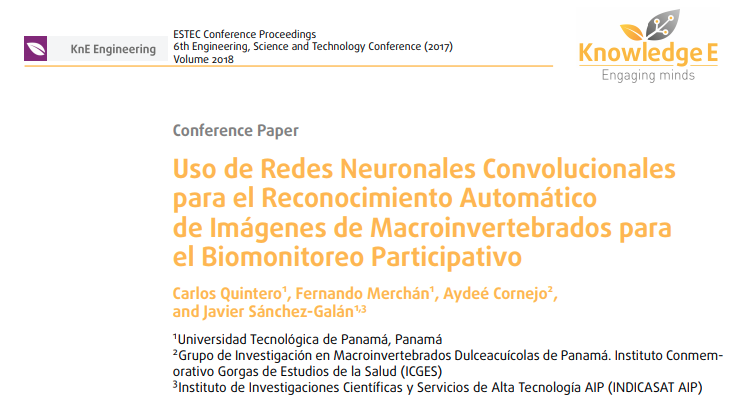 KnE Engineering
ESTEC Conference Proceedings
6th Engineering, Science and Technology Conference (2017)
Volume 2018
Knowledge E
Engaging minds
Conference Paper
Uso de Redes Neuronales Convolucionales
para el Reconocimiento Automático
de Imágenes de Macroinvertebrados para
el Biomonitoreo Participativo
Carlos Quintero¹, Fernando Merchán¹, Aydeé Cornejo²,
and Javier Sánchez-Galán¹,³
¹Universidad Tecnológica de Panamá, Panamá
²Grupo de Investigación en Macroinvertebrados Dulceacuícolas de Panamá. Instituto Conmem-
orativo Gorgas de Estudios de la Salud (ICGES)
³Instituto de Investigaciones Científicas y Servicios de Alta Tecnología AIP (INDICASAT AIP)